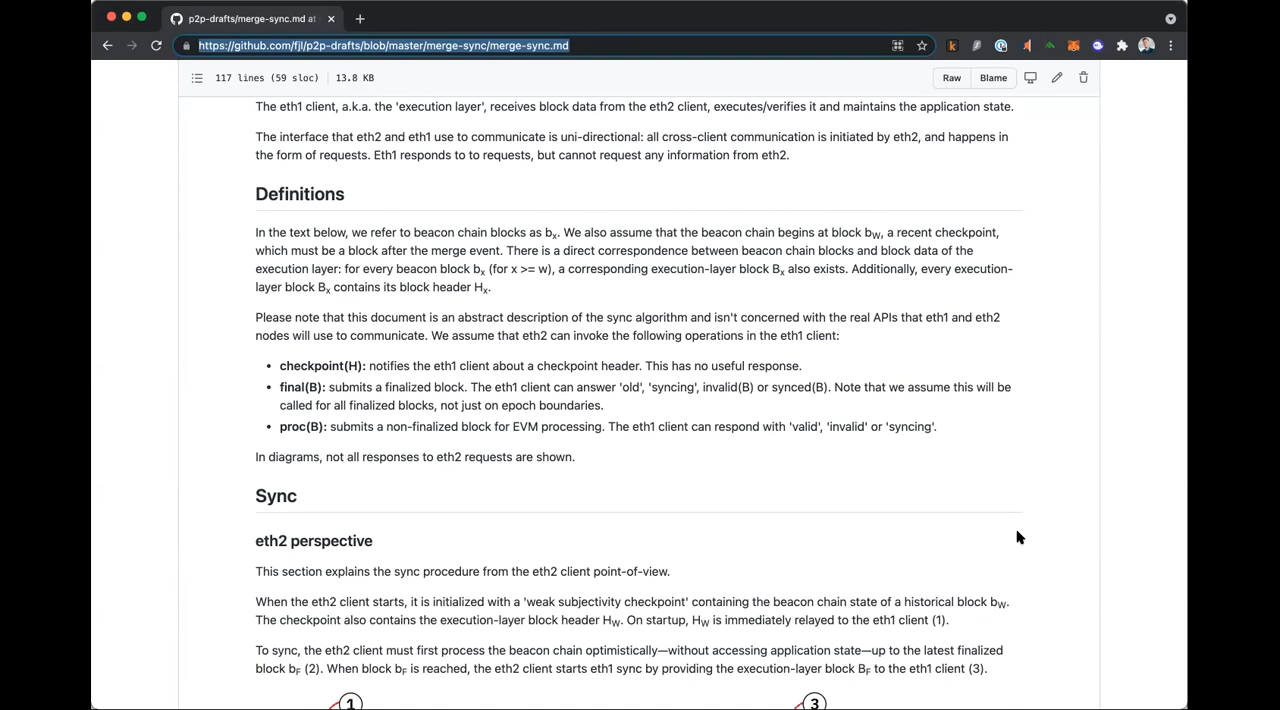 p2p-drafts/merge-sync.md at
https://github.com/fjl/p2p-drafts/blob/master/merge-sync/merge-sync.md
117 lines (59 sloc) 13.8 KB
Raw Blame
The eth1 client, a.k.a. the 'execution layer', receives block data from the eth2 client, executes/verifies it and maintains the application state.
The interface that eth2 and eth1 use to communicate is uni-directional: all cross-client communication is initiated by eth2, and happens in
the form of requests. Eth1 responds to to requests, but cannot request any information from eth2.
Definitions
In the text below, we refer to beacon chain blocks as bx. We also assume that the beacon chain begins at block bW, a recent checkpoint,
which must be a block after the merge event. There is a direct correspondence between beacon chain blocks and block data of the
execution layer: for every beacon block bx (for x >= w), a corresponding execution-layer block Bx also exists. Additionally, every execution-
layer block Bx contains its block header Hx.
Please note that this document is an abstract description of the sync algorithm and isn't concerned with the real APIs that eth1 and eth2
nodes will use to communicate. We assume that eth2 can invoke the following operations in the eth1 client:
• checkpoint(H): notifies the eth1 client about a checkpoint header. This has no useful response.
• final(B): submits a finalized block. The eth1 client can answer 'old', 'syncing', invalid(B) or synced(B). Note that we assume this will be
called for all finalized blocks, not just on epoch boundaries.
• proc(B): submits a non-finalized block for EVM processing. The eth1 client can respond with 'valid', 'invalid' or 'syncing'.
In diagrams, not all responses to eth2 requests are shown.
Sync
eth2 perspective
This section explains the sync procedure from the eth2 client point-of-view.
When the eth2 client starts, it is initialized with a 'weak subjectivity checkpoint' containing the beacon chain state of a historical block bW.
The checkpoint also contains the execution-layer block header HW. On startup, HW is immediately relayed to the eth1 client (1).
To sync, the eth2 client must first process the beacon chain optimistically—without accessing application state—up to the latest finalized
block bF (2). When block bF is reached, the eth2 client starts eth1 sync by providing the execution-layer block BF to the eth1 client (3).
1 3